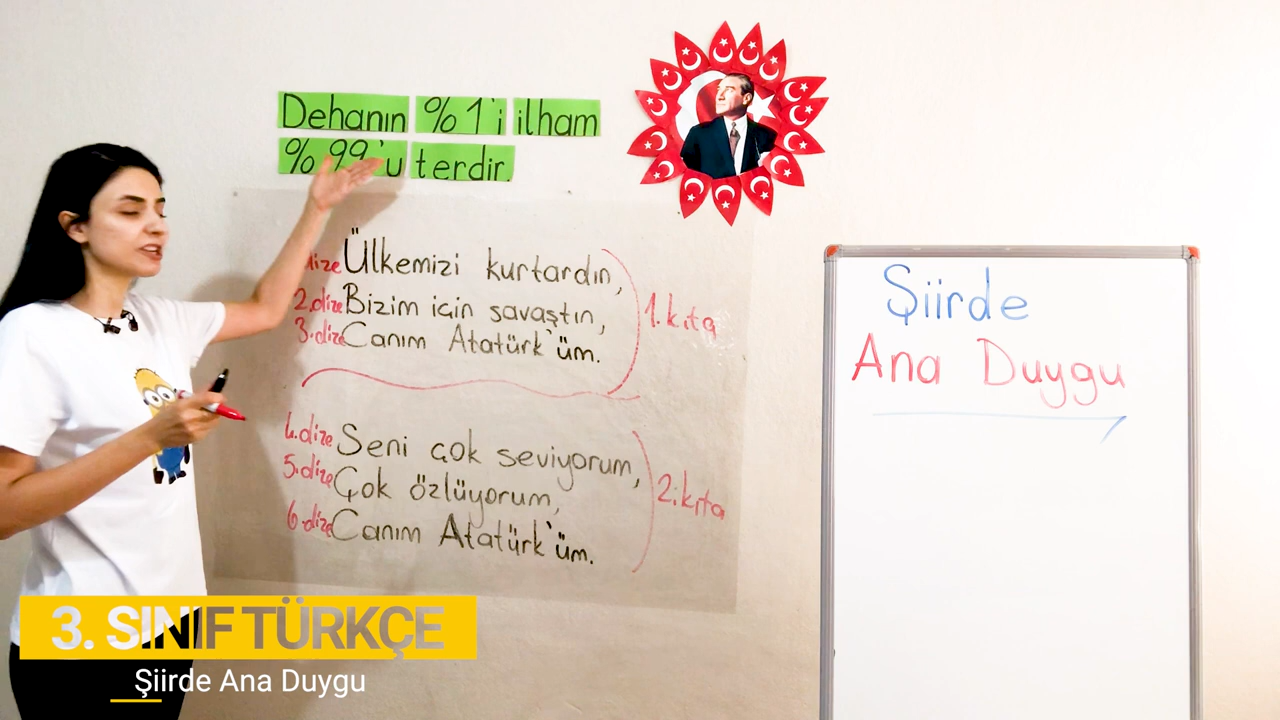 Dehanın %1'i ilham
%99'u terdir.
dize Ülkemizi kurtardın,
2.dize Bizim için savaştın,
3.dize Canım Atatürk'üm.
1.kıta
4.dize Seni çok seviyorum,
5.dize Çok özlüyorum,
6.dize Canım Atatürk'üm.
2.kıta
Şiirde
Ana Duygu
3. SINIF TÜRKÇE
Şiirde Ana Duygu